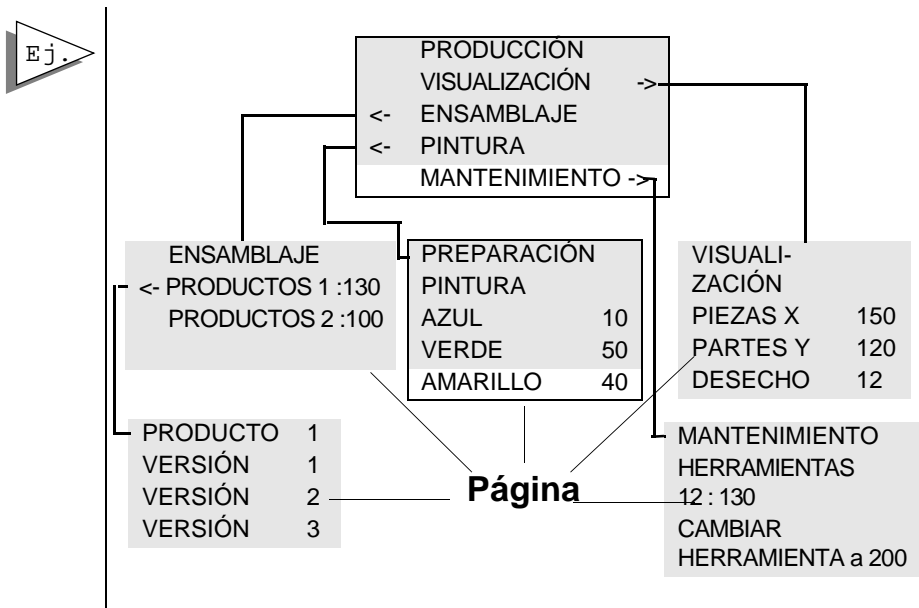 Ej.
PRODUCCIÓN
VISUALIZACIÓN ->
<- ENSAMBLAJE
<- PINTURA
MANTENIMIENTO ->
ENSAMBLAJE
<- PRODUCTOS 1 :130
PRODUCTOS 2 :100
PREPARACIÓN
PINTURA
AZUL 10
VERDE 50
AMARILLO 40
VISUALI-
ZACIÓN
PIEZAS X 150
PARTES Y 120
DESECHO 12
PRODUCTO 1
VERSIÓN 1
VERSIÓN 2
VERSIÓN 3
Página
MANTENIMIENTO
HERRAMIENTAS
12 : 130
CAMBIAR
HERRAMIENTA a 200